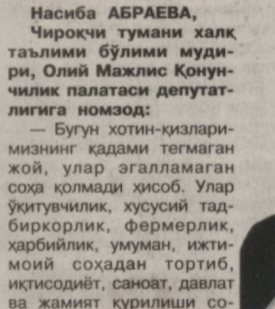 Насиба АБРАЕВА,
Чироқчи тумани халқ
таълими бўлими муди-
ри, Олий Мажлис Қонун-
чилик палатаси депутат-
лигига номзод:
— Бугун хотин-қизлари-
мизнинг қадами тегмаган
жой, улар эгалламаган
соҳа қолмади ҳисоб. Улар
ўқитувчилик, хусусий тад-
биркорлик, фермерлик,
ҳарбийлик, умуман, ижти-
моий соҳадан тортиб,
иқтисодиёт, саноат, давлат
ва жамият қурилиши со-